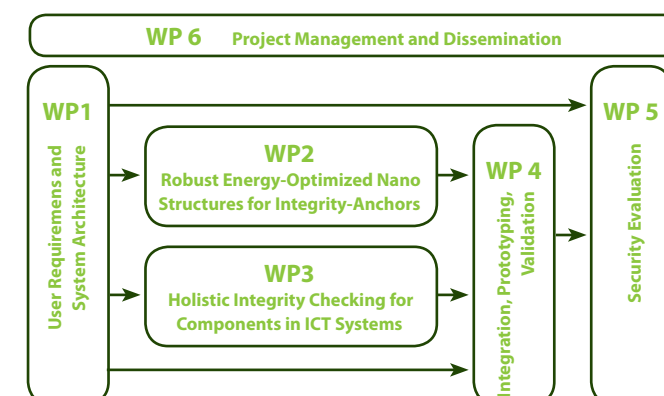 WP 6 Project Management and Dissemination
WP1
User Requiremens and
System Architecture
WP2
Robust Energy-Optimized Nano
Structures for Integrity-Anchors
WP3
Holistic Integrity Checking for
Components in ICT Systems
WP 4
Integration, Prototyping,
Validation
WP 5
Security Evaluation